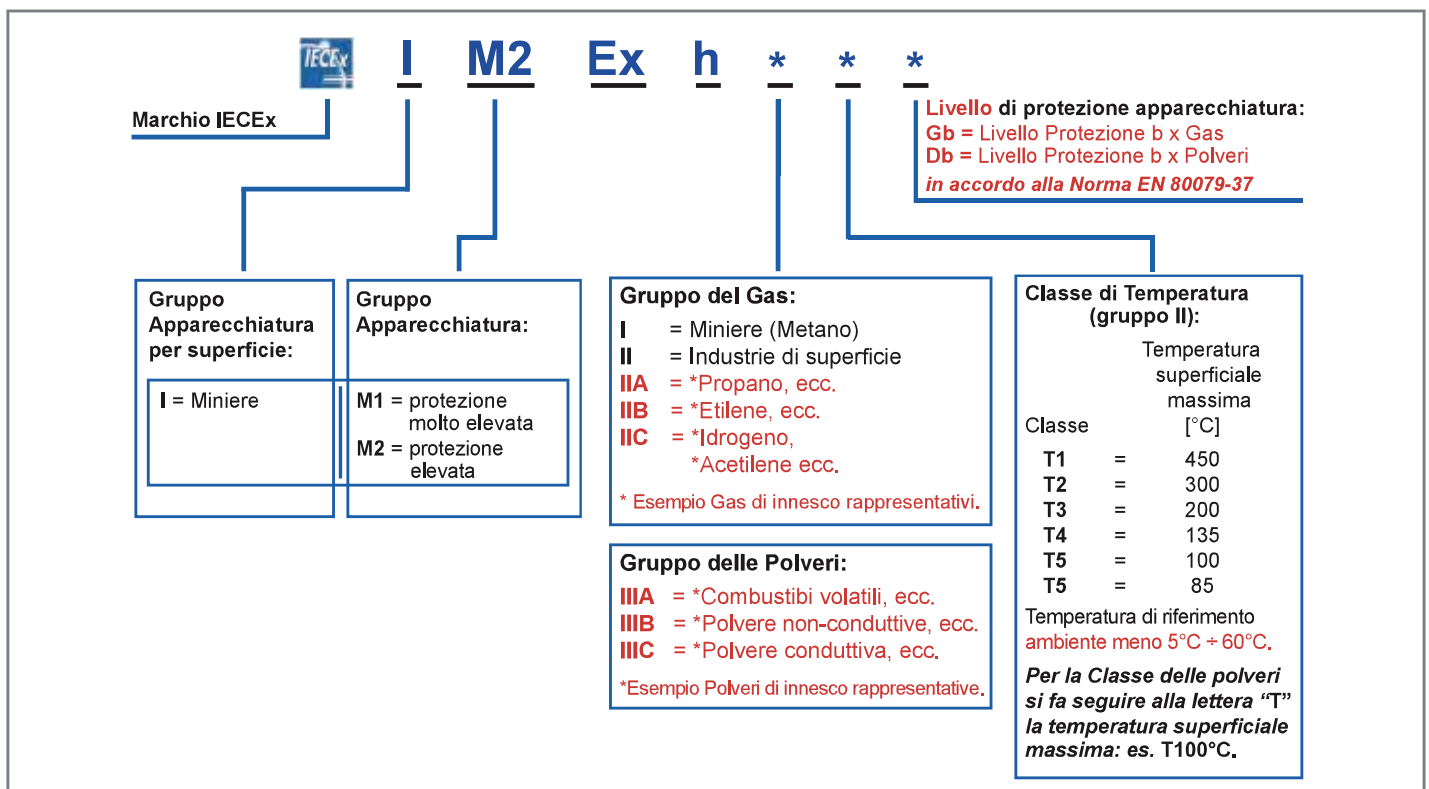 IECEx I M2 Ex h * * *
Marchio IECEx
Livello di protezione apparecchiatura:
Gb = Livello Protezione b x Gas
Db = Livello Protezione b x Polveri
in accordo alla Norma EN 80079-37
Gruppo
Apparecchiatura
per superficie:
I = Miniere
Gruppo
Apparecchiatura:
M1 = protezione
molto elevata
M2 = protezione
elevata
Gruppo del Gas:
I = Miniere (Metano)
II = Industrie di superficie
IIA = *Propano, ecc.
IIB = *Etilene, ecc.
IIC = *Idrogeno,
*Acetilene ecc.
* Esempio Gas di innesco rappresentativi.
Gruppo delle Polveri:
IIIA = *Combustibi volatili, ecc.
IIIB = *Polvere non-conduttive, ecc.
IIIC = *Polvere conduttiva, ecc.
*Esempio Polveri di innesco rappresentative.
Classe di Temperatura
(gruppo II):
Temperatura
superficiale
massima
Classe [°C]
T1 = 450
T2 = 300
T3 = 200
T4 = 135
T5 = 100
T5 = 85
Temperatura di riferimento
ambiente meno 5°C ÷ 60°C.
Per la Classe delle polveri
si fa seguire alla lettera “T”
la temperatura superficiale
massima: es. T100°C.